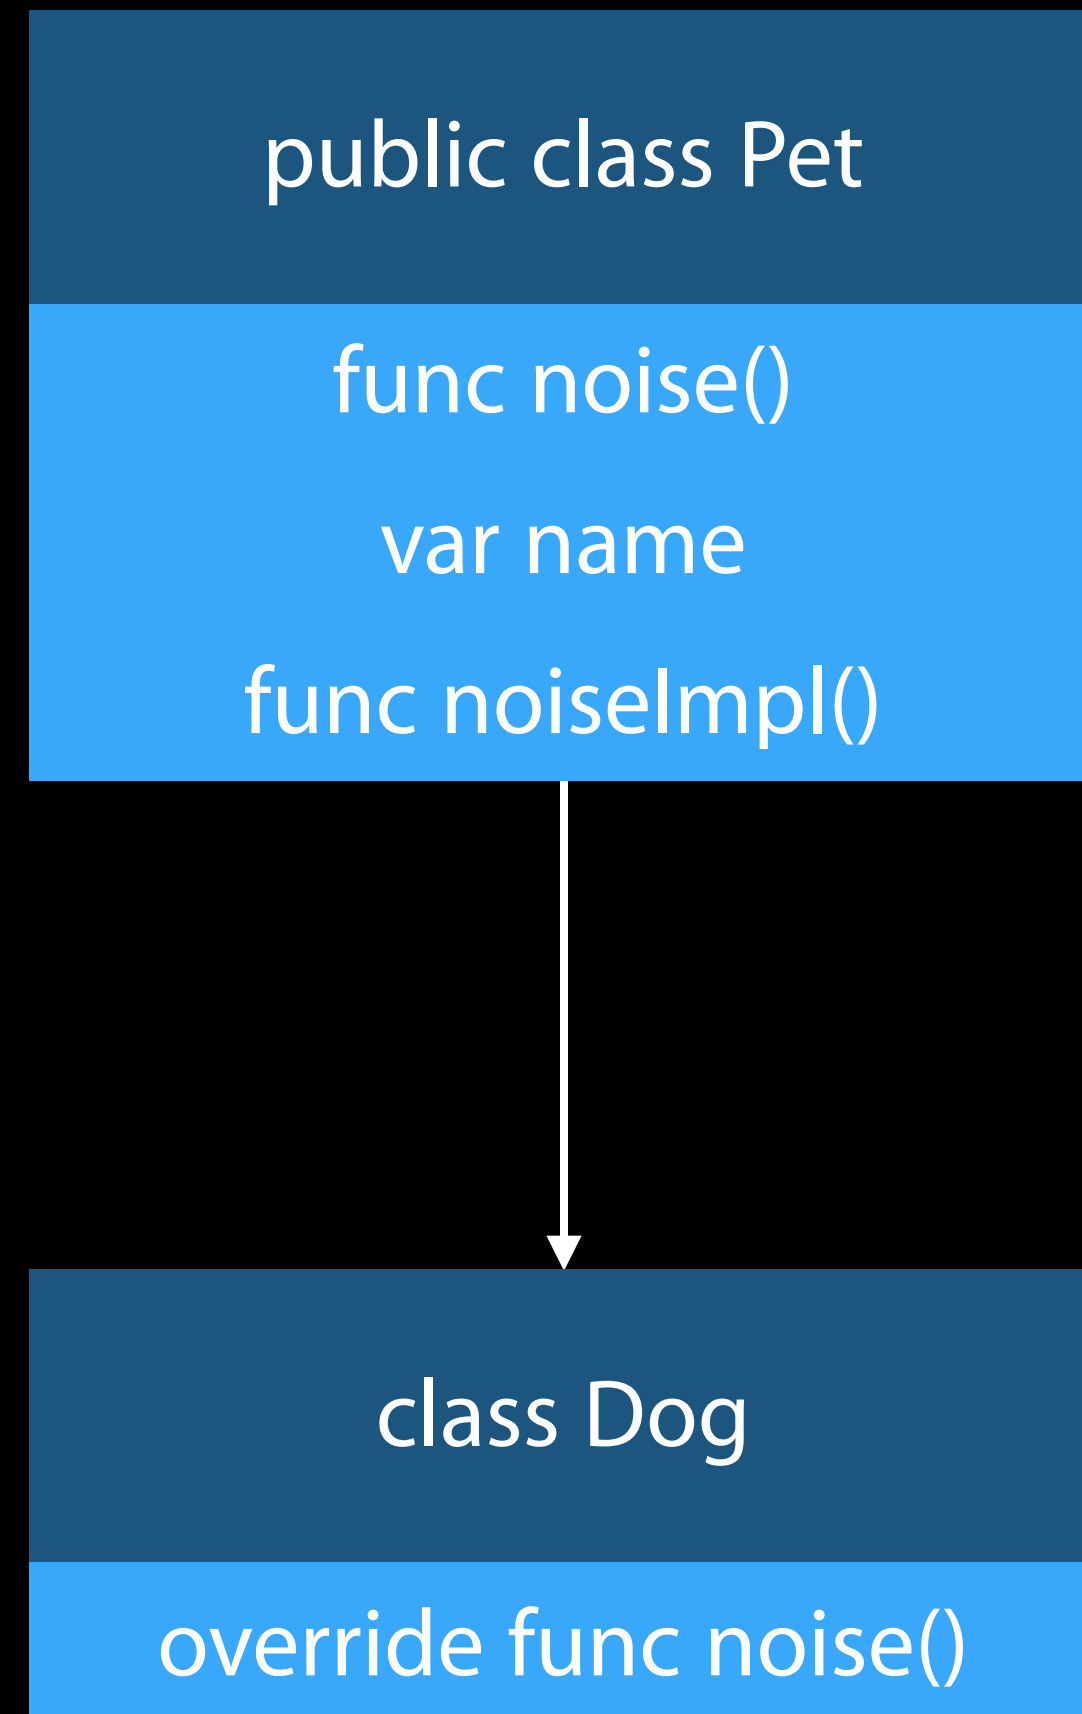 public class Pet
func noise()
var name
func noiseImpl()
class Dog
override func noise()